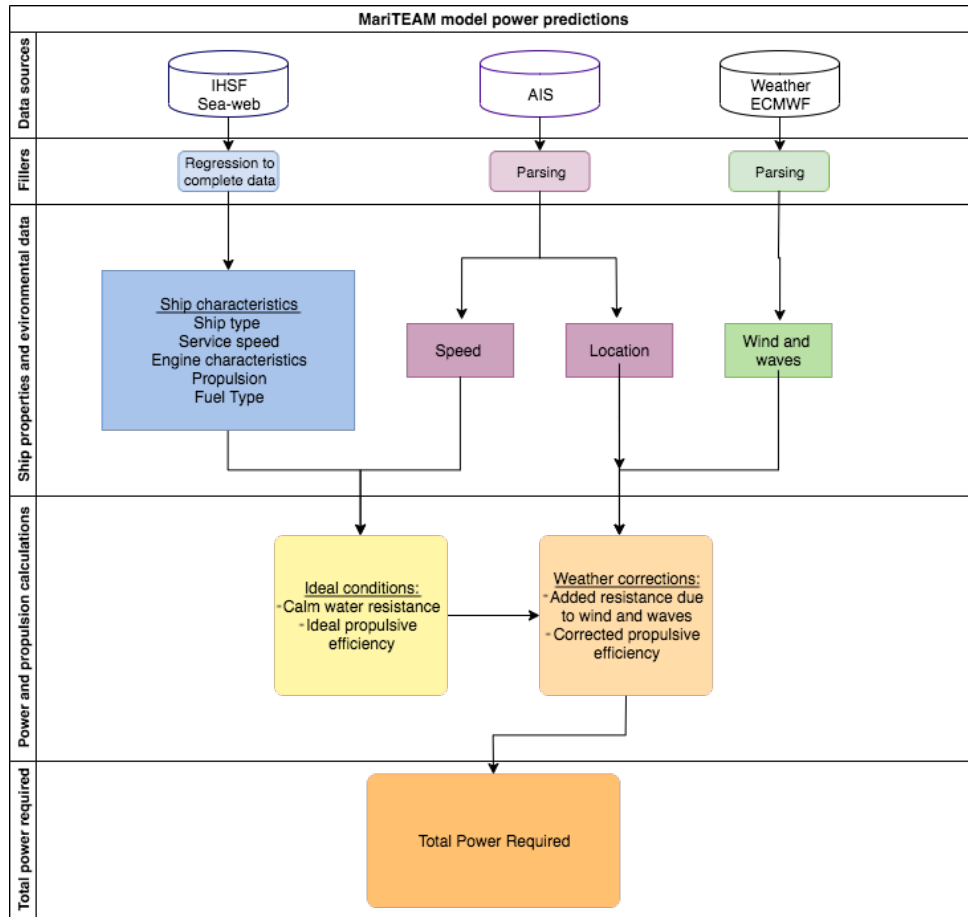 MariTEAM model power predictions
Data sources
IHSF
Sea-web
AIS
Weather
ECMWF
Fillers
Regression to
complete data
Parsing
Parsing
Ship properties and evironmental data
Ship characteristics
Ship type
Service speed
Engine characteristics
Propulsion
Fuel Type
Speed
Location
Wind and
waves
Power and propulsion calculations
Ideal conditions:
- Calm water resistance
- Ideal propulsive
efficiency
Weather corrections:
- Added resistance due
to wind and waves
- Corrected propulsive
efficiency
Total power required
Total Power Required